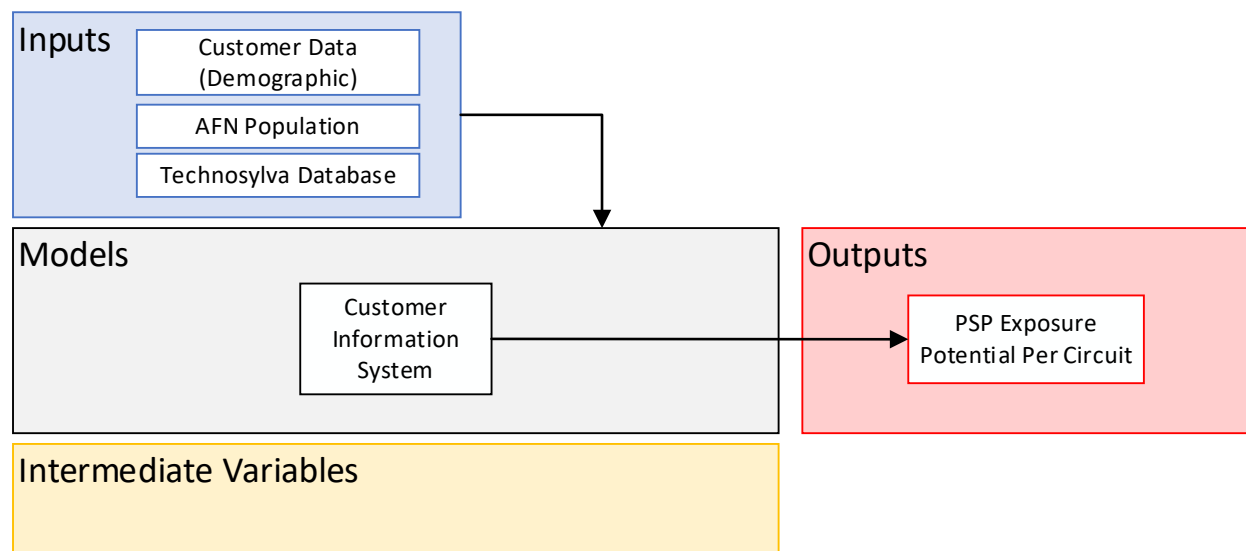 Inputs
Customer Data
(Demographic)
AFN Population
Technosylva Database
Models
Customer
Information
System
Outputs
PSP Exposure
Potential Per Circuit
Intermediate Variables